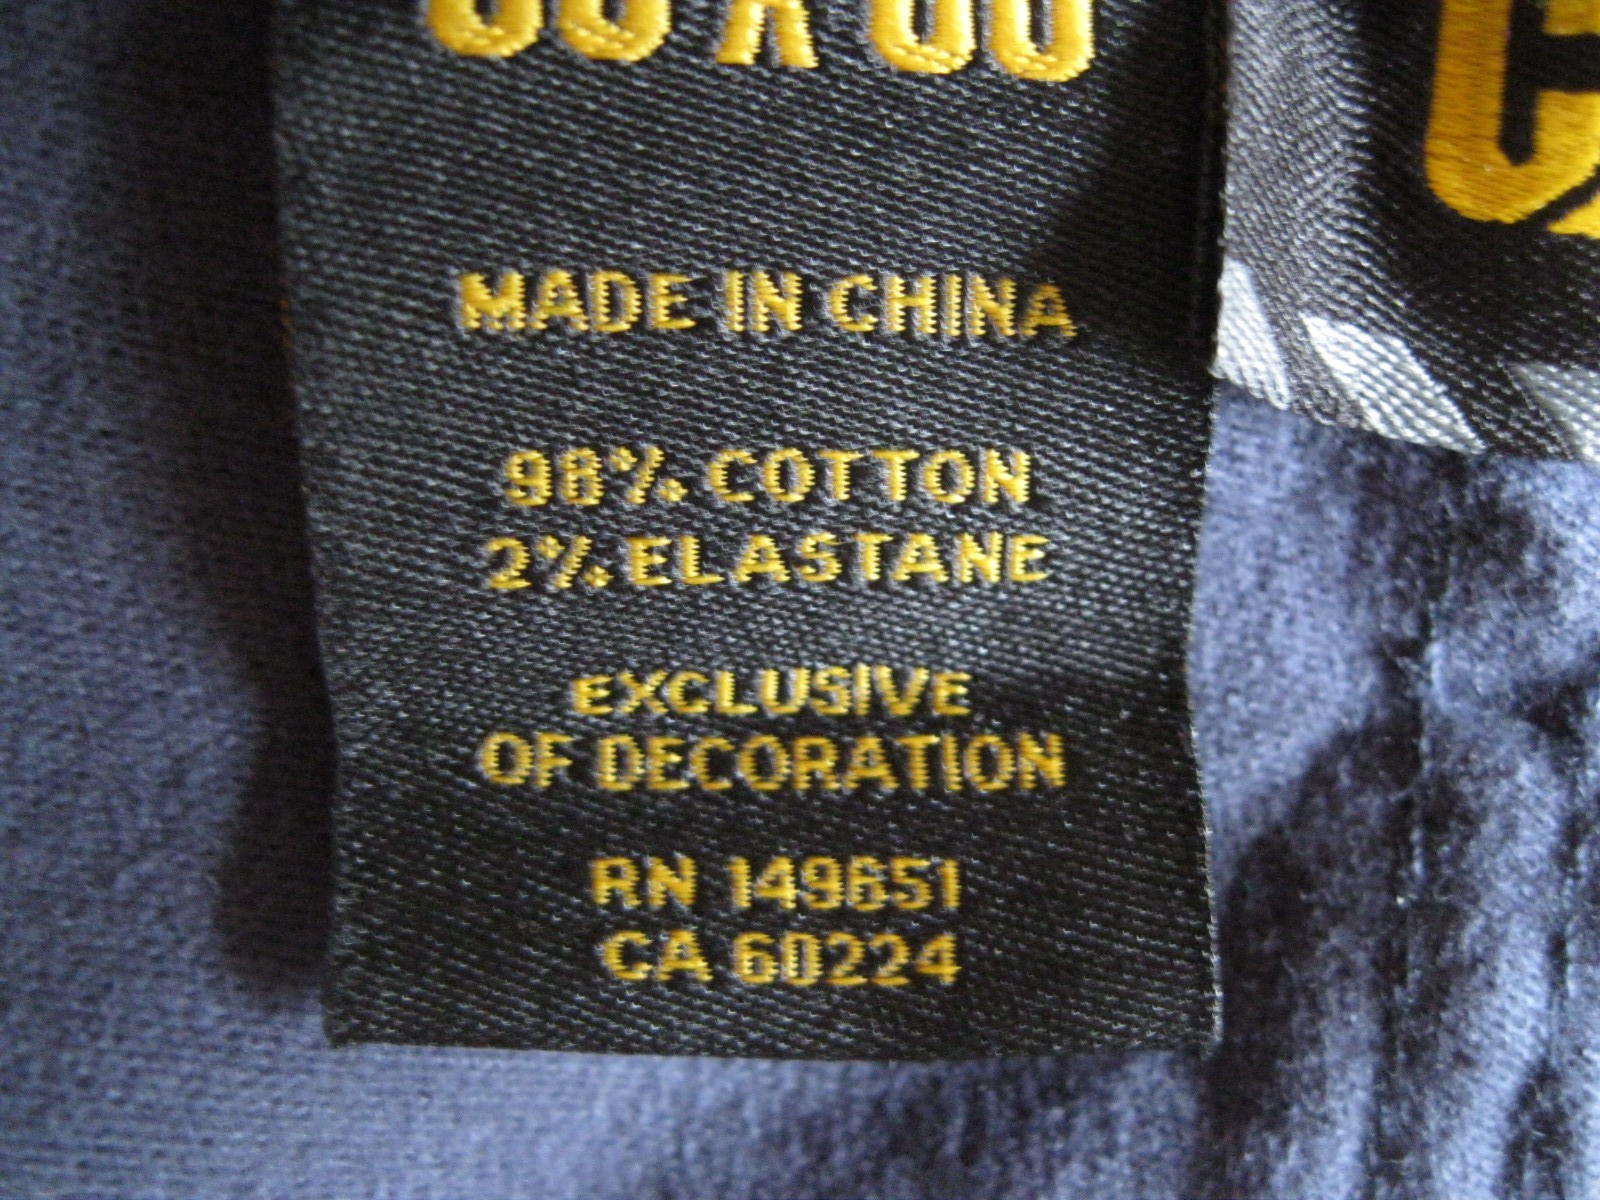 MADE IN CHINA
98% COTTON
2% ELASTANE
EXCLUSIVE
OF DECORATION
RN 149651
CA 60224